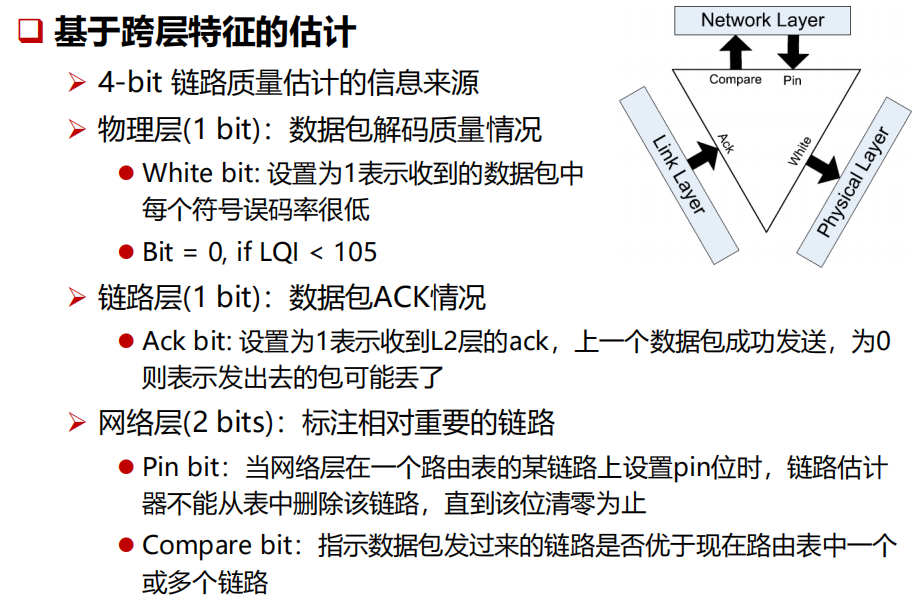 基于跨层特征的估计
4-bit 链路质量估计的信息来源
物理层(1 bit)：数据包解码质量情况
White bit: 设置为1表示收到的数据包中
每个符号误码率很低
Bit = 0, if LQI < 105
链路层(1 bit)：数据包ACK情况
Ack bit: 设置为1表示收到L2层的ack，上一个数据包成功发送，为0
则表示发出去的包可能丢了
网络层(2 bits)：标注相对重要的链路
Pin bit：当网络层在一个路由表的某链路上设置pin位时，链路估计
器不能从表中删除该链路，直到该位清零为止
Compare bit：指示数据包发过来的链路是否优于现在路由表中一个
或多个链路
Network Layer
Compare
Pin
Link Layer
Ack
White
Physical Layer